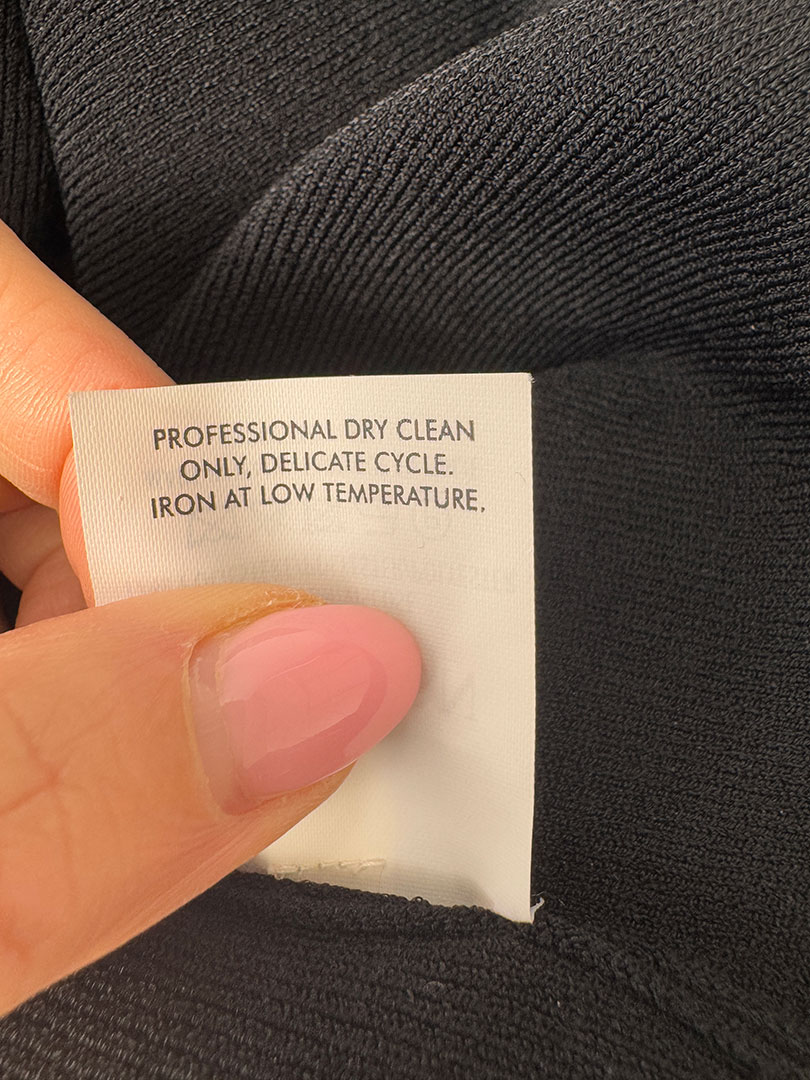 PROFESSIONAL DRY CLEAN
ONLY, DELICATE CYCLE.
IRON AT LOW TEMPERATURE.